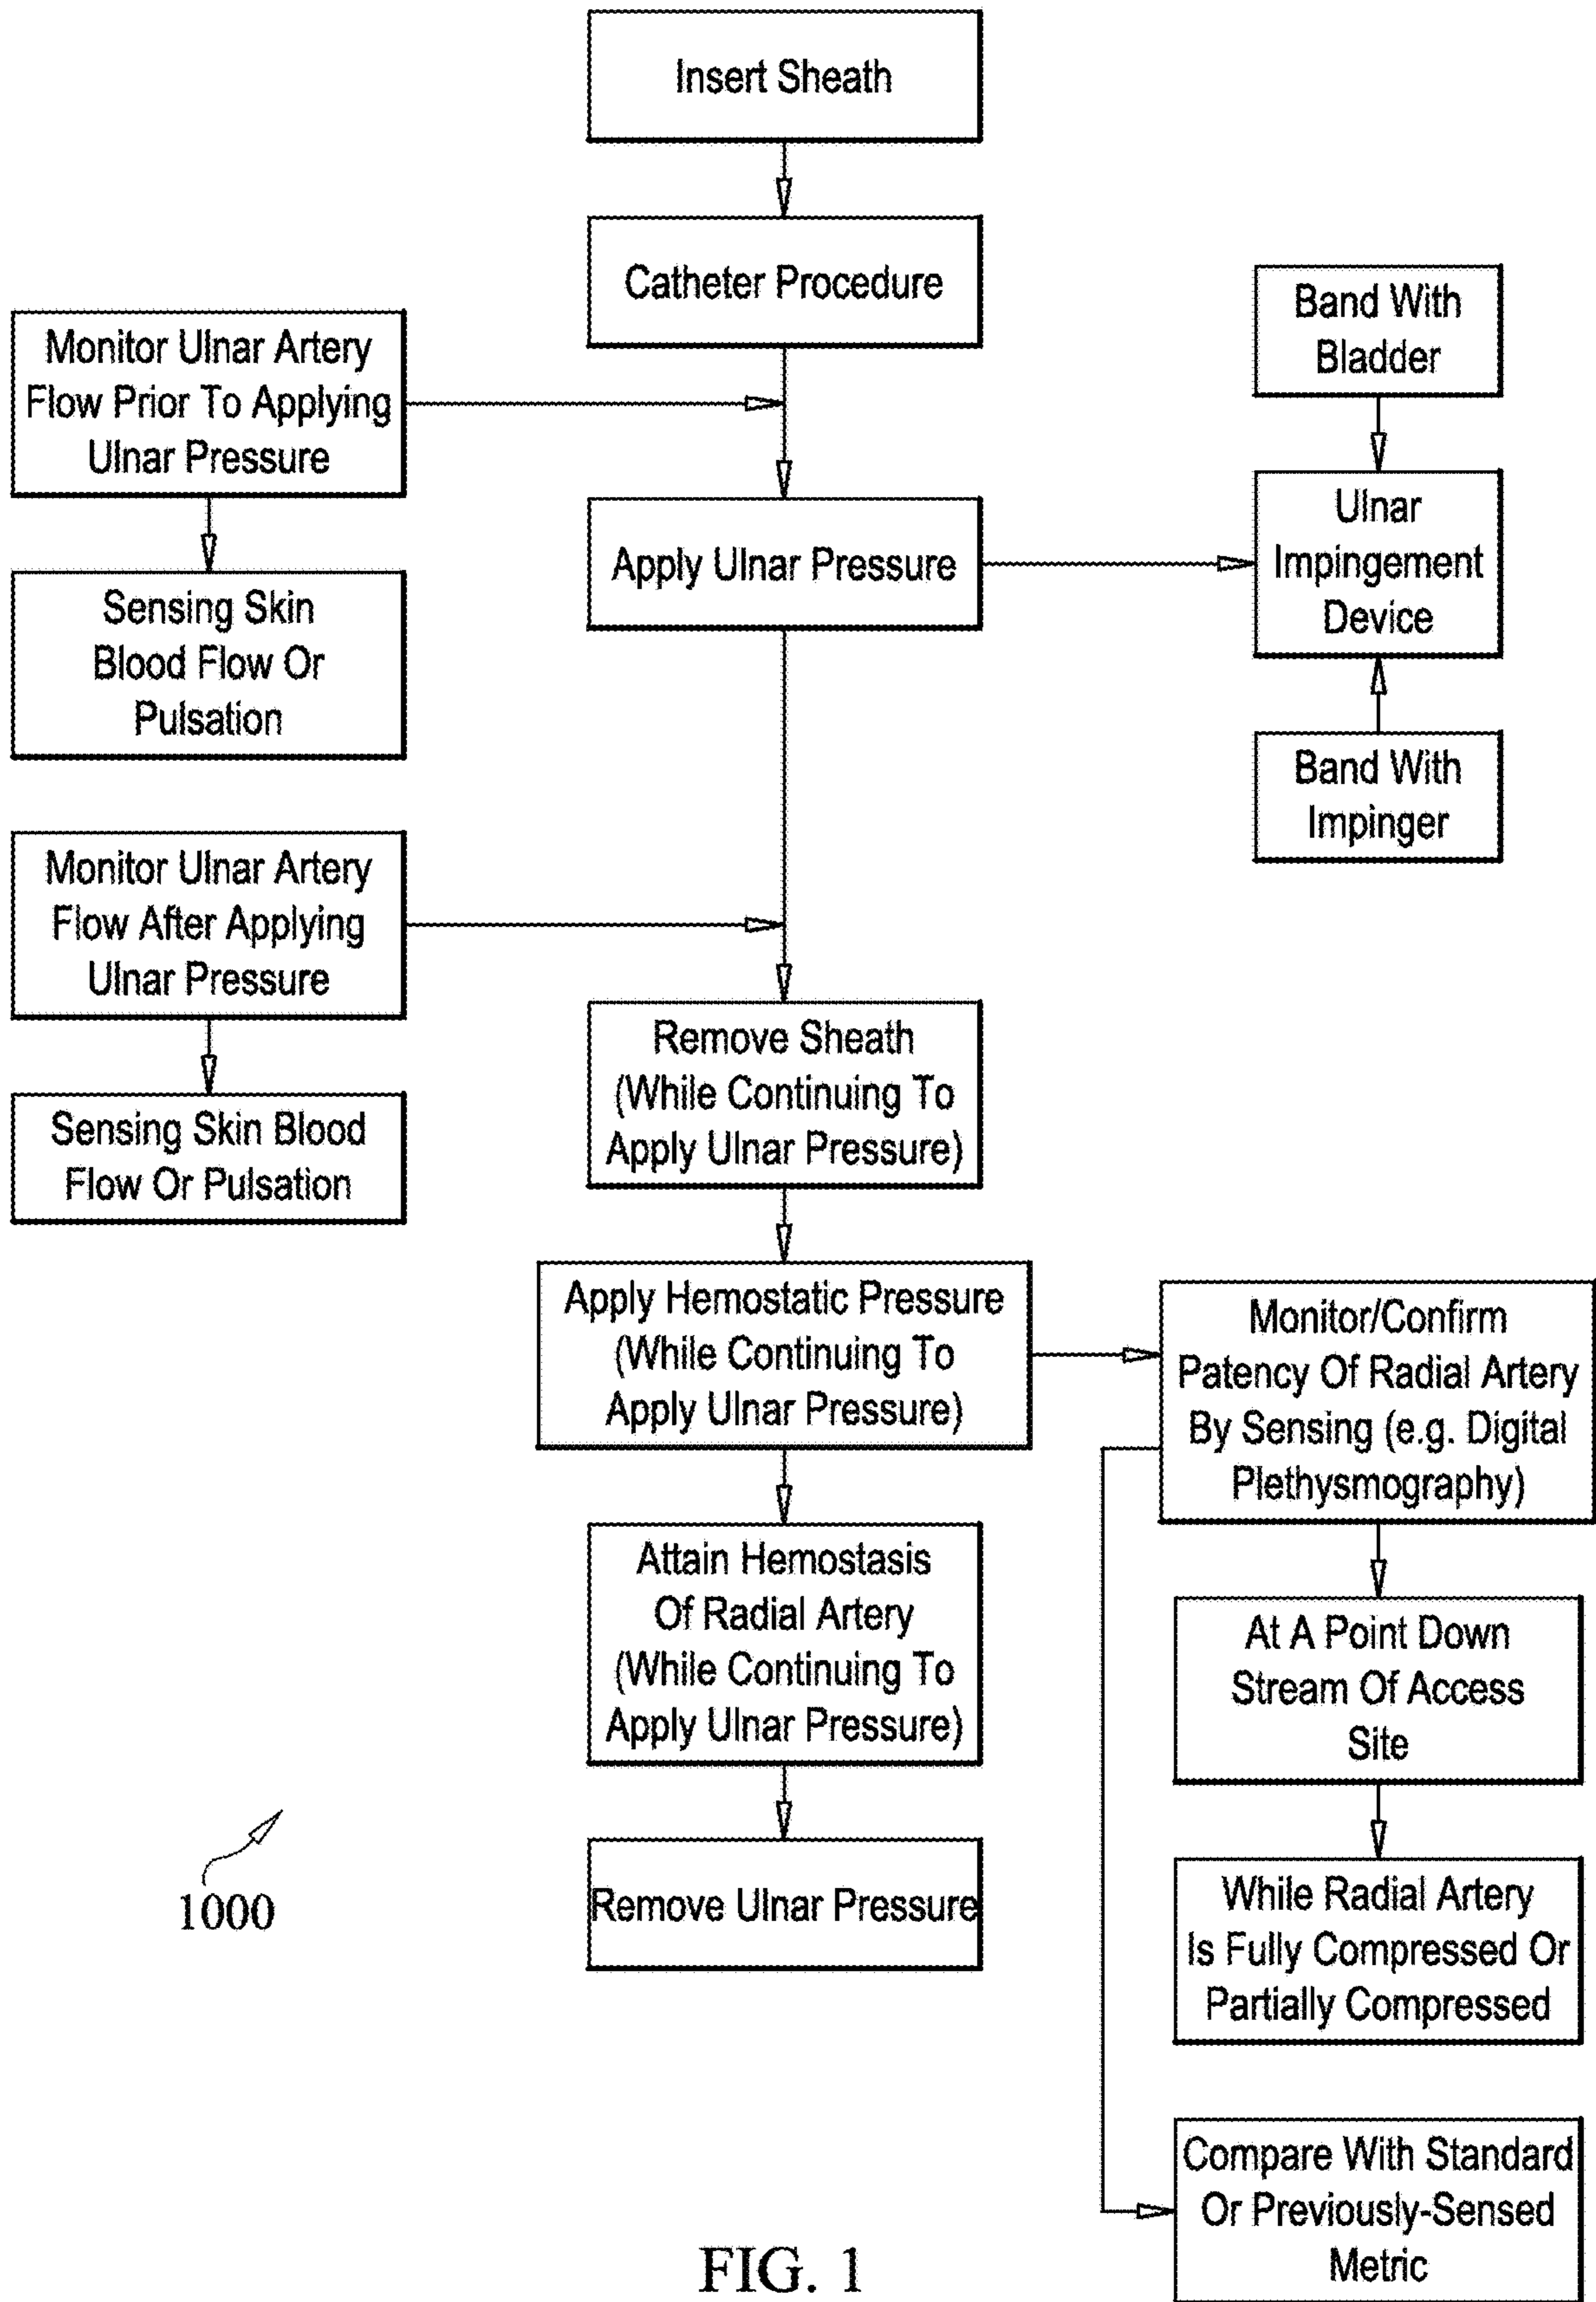 Insert Sheath
Catheter Procedure
Monitor Ulnar Artery
Flow Prior To Applying
Ulnar Pressure
Band With
Bladder
Apply Ulnar Pressure
Ulnar
Impingement
Device
Sensing Skin
Blood Flow Or
Pulsation
Band With
Impinger
Monitor Ulnar Artery
Flow After Applying
Ulnar Pressure
Remove Sheath
(While Continuing To
Apply Ulnar Pressure)
Sensing Skin Blood
Flow Or Pulsation
Apply Hemostatic Pressure
(While Continuing To
Apply Ulnar Pressure)
Monitor/Confirm
Patency Of Radial Artery
By Sensing (e.g. Digital
Plethysmography)
Attain Hemostasis
Of Radial Artery
(While Continuing To
Apply Ulnar Pressure)
At A Point Down
Stream Of Access
Site
Remove Ulnar Pressure
While Radial Artery
Is Fully Compressed Or
Partially Compressed
1000
Compare With Standard
Or Previously-Sensed
Metric
FIG. 1